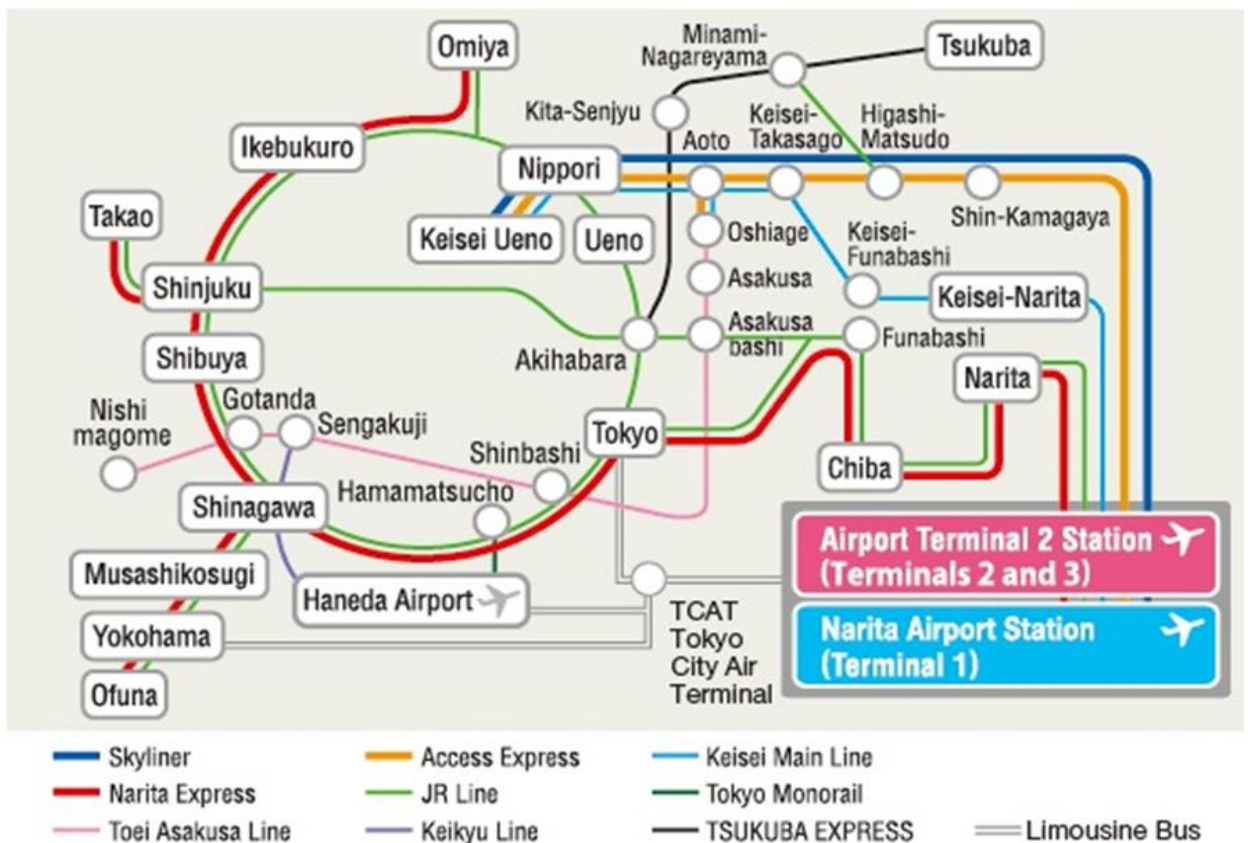 Omiya
Minami-
Nagareyama
Tsukuba
Kita-Senjyu
Keisei-
Takasago
Higashi-
Matsudo
Ikebukuro
Aoto
Nippori
Takao
Keisei Ueno
Ueno
Oshiage
Keisei-
Funabashi
Shin-Kamagaya
Shinjuku
Asakusa
Keisei-Narita
Shibuya
Akihabara
Asakusa
bashi
Funabashi
Narita
Nishi
magome
Gotanda
Sengakuji
Tokyo
Shinbashi
Chiba
Hamamatsucho
Shinagawa
Airport Terminal 2 Station
(Terminals 2 and 3)
Musashikosugi
Haneda Airport
TCAT
Tokyo
City Air
Terminal
Narita Airport Station
(Terminal 1)
Yokohama
Ofuna
Skyliner
Access Express
Keisei Main Line
Narita Express
JR Line
Tokyo Monorail
Toei Asakusa Line
Keikyu Line
TSUKUBA EXPRESS
Limousine Bus